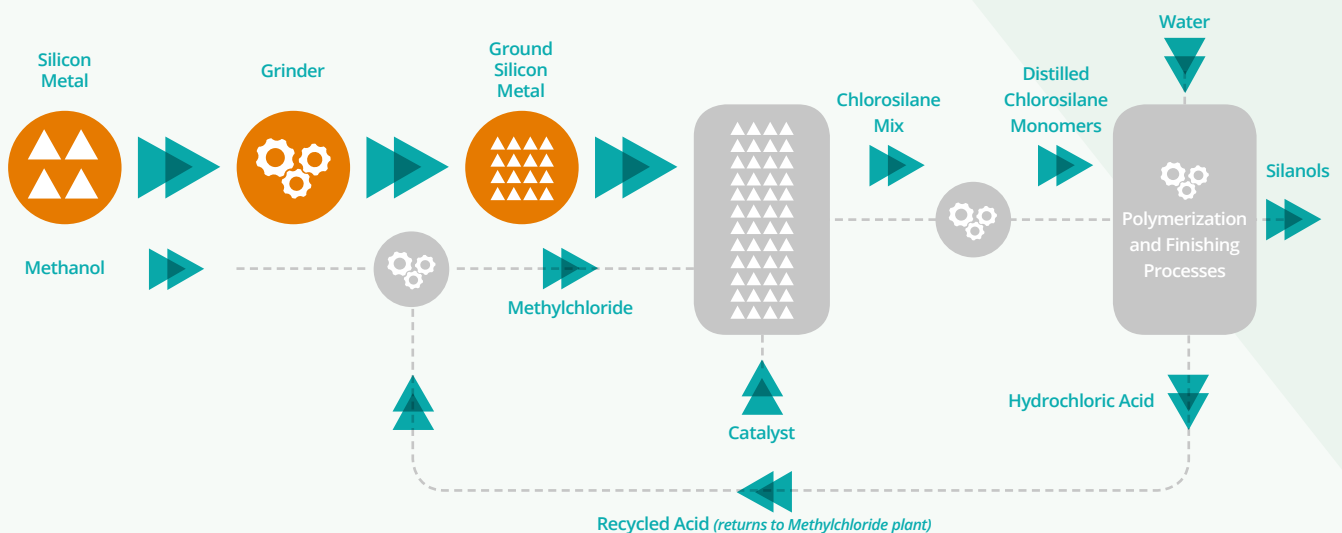 Silicon
Metal
Grinder
Ground
Silicon
Metal
Chlorosilane
Mix
Distilled
Chlorosilane
Monomers
Water
Polymerization
and Finishing
Processes
Silanols
Methanol
Methylchloride
Catalyst
Hydrochloric Acid
Recycled Acid (returns to Methylchloride plant)